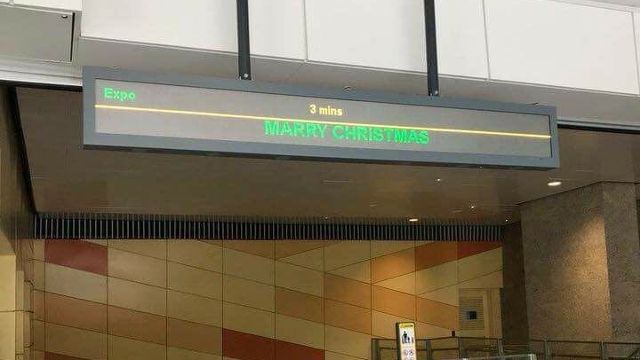 Expo
3 mins
MARRY CHRISTMAS